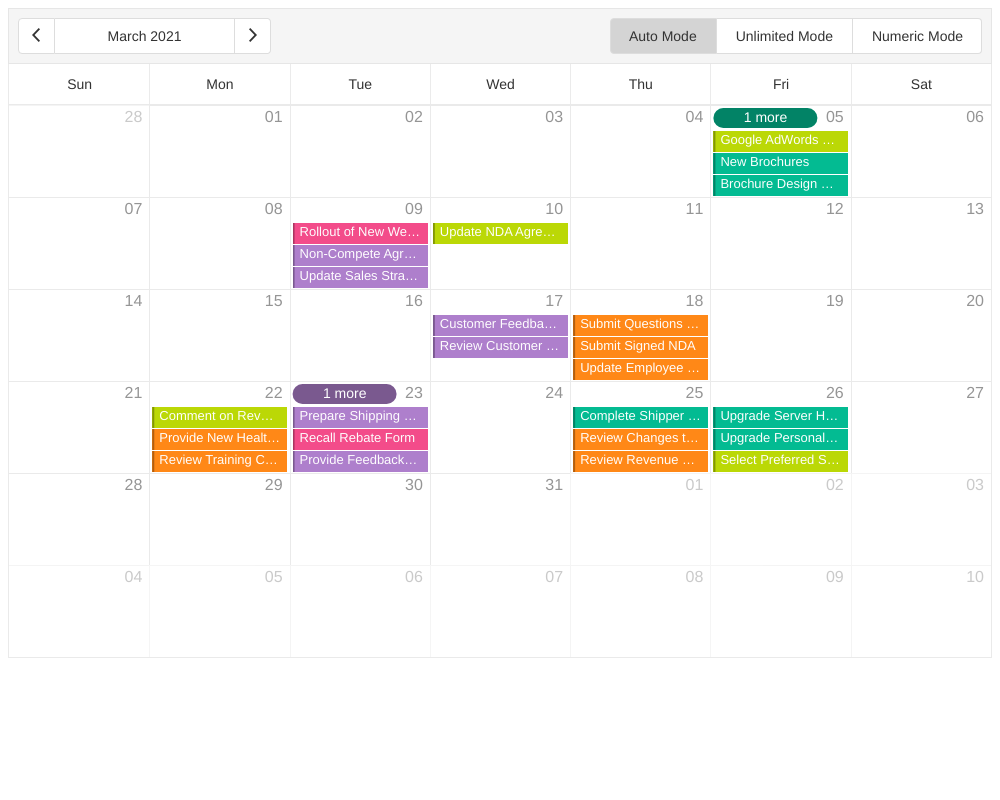 March 2021
Auto Mode Unlimited Mode Numeric Mode
Sun Mon Tue Wed Thu Fri Sat
28 01 02 03 04 1 more 05 06
Google AdWords ...
New Brochures
Brochure Design ...
07 08 09 10 11 12 13
Rollout of New We... Update NDA Agre...
Non-Compete Agr...
Update Sales Stra...
14 15 16 17 18 19 20
Customer Feedba... Submit Questions ...
Review Customer ... Submit Signed NDA
Update Employee ...
21 22 1 more 23 24 25 26 27
Comment on Rev... Prepare Shipping ... Complete Shipper ... Upgrade Server H...
Provide New Healt... Recall Rebate Form Review Changes t... Upgrade Personal...
Review Training C... Provide Feedback... Review Revenue ... Select Preferred S...
28 29 30 31 01 02 03
04 05 06 07 08 09 10